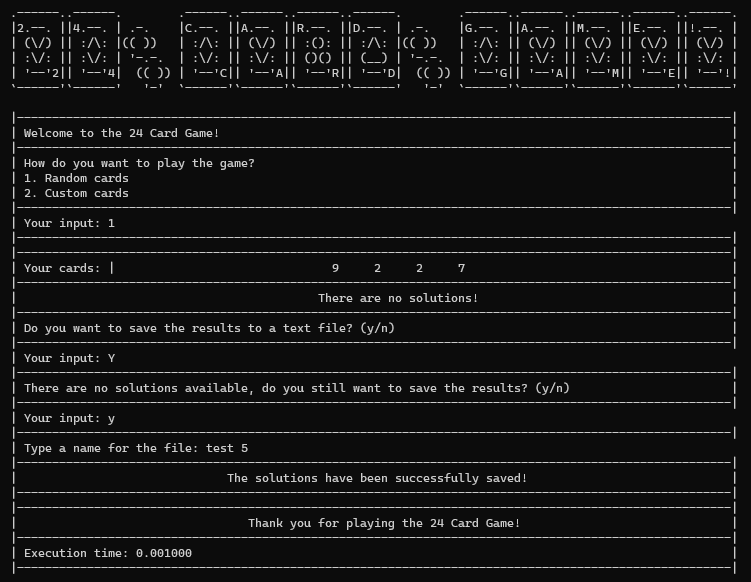 2 4 CARD GAME!
Welcome to the 24 Card Game!
How do you want to play the game?
1. Random cards
2. Custom cards
Your input: 1
Your cards: | 9 2 2 7
There are no solutions!
Do you want to save the results to a text file? (y/n)
Your input: Y
There are no solutions available, do you still want to save the results? (y/n)
Your input: y
Type a name for the file: test 5
The solutions have been successfully saved!
Thank you for playing the 24 Card Game!
Execution time: 0.001000